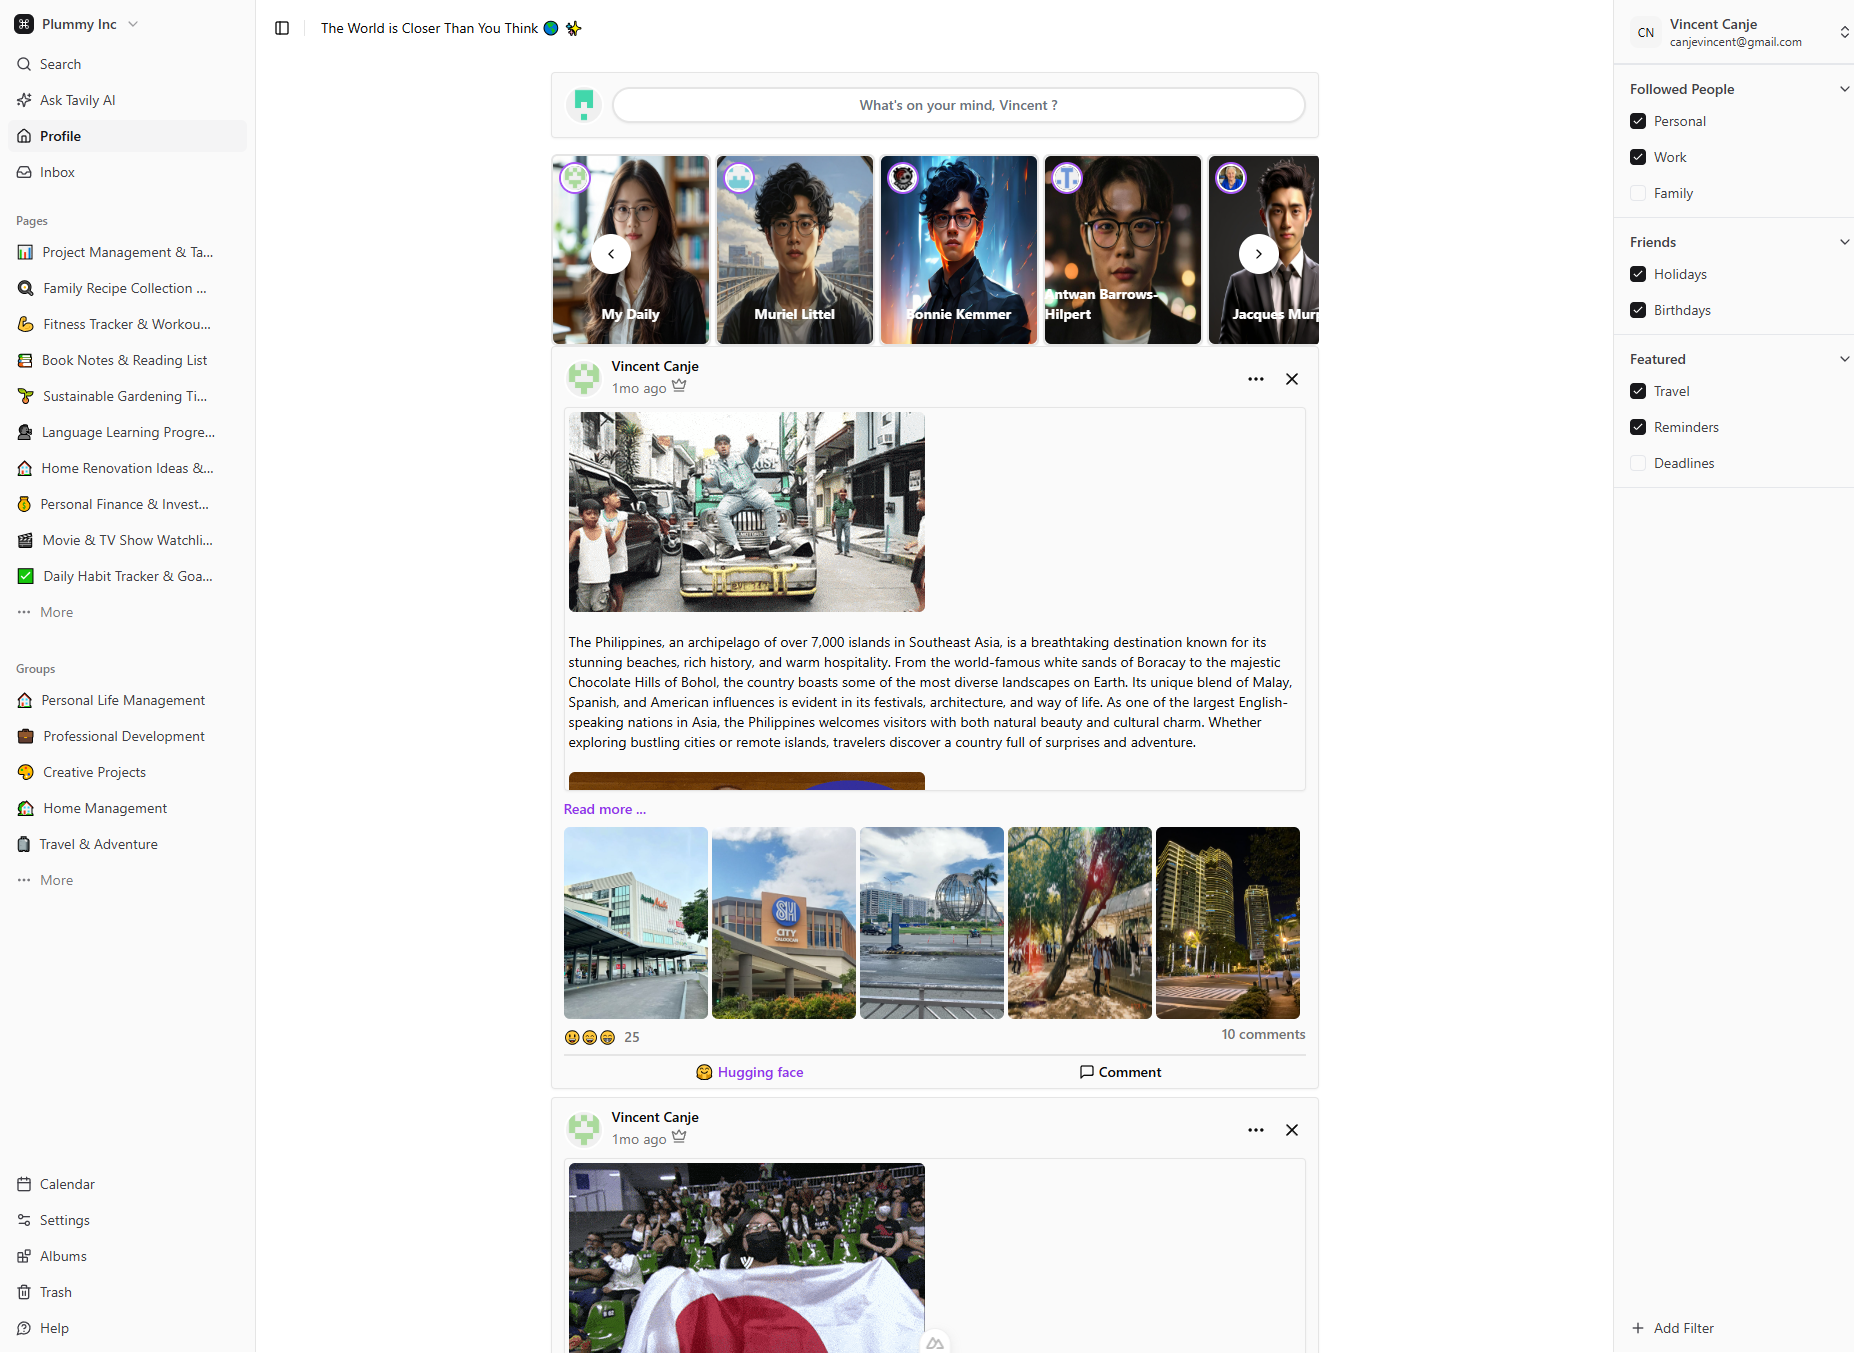 Plummy Inc
Search
Ask Tavily AI
Profile
Inbox
Pages
Project Management & Ta...
Family Recipe Collection ...
Fitness Tracker & Workou...
Book Notes & Reading List
Sustainable Gardening Ti...
Language Learning Progre...
Home Renovation Ideas &...
Personal Finance & Invest...
Movie & TV Show Watchli...
Daily Habit Tracker & Goa...
More
Groups
Personal Life Management
Professional Development
Creative Projects
Home Management
Travel & Adventure
More
Calendar
Settings
Albums
Trash
Help
The World is Closer Than You Think 🌎 ✨
What's on your mind, Vincent ?
My Daily
Muriel Littel
Bonnie Kemmer
Antwan Barrows-
Hilpert
Jacques Mur
Vincent Canje
1mo ago
The Philippines, an archipelago of over 7,000 islands in Southeast Asia, is a breathtaking destination known for its
stunning beaches, rich history, and warm hospitality. From the world-famous white sands of Boracay to the majestic
Chocolate Hills of Bohol, the country boasts some of the most diverse landscapes on Earth. Its unique blend of Malay,
Spanish, and American influences is evident in its festivals, architecture, and way of life. As one of the largest English-
speaking nations in Asia, the Philippines welcomes visitors with both natural beauty and cultural charm. Whether
exploring bustling cities or remote islands, travelers discover a country full of surprises and adventure.
Read more ...
SM
CITY
CALOOCAN
25
10 comments
🤗 Hugging face
Comment
Vincent Canje
1mo ago
CN
Vincent Canje
canjevincent@gmail.com
Followed People
Personal
Work
Family
Friends
Holidays
Birthdays
Featured
Travel
Reminders
Deadlines
Add Filter